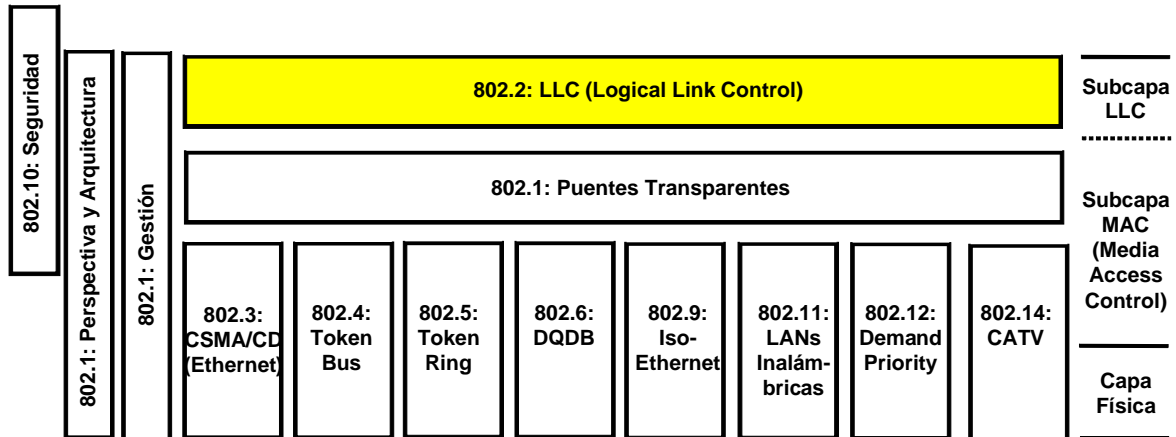 802.10: Seguridad
802.1: Perspectiva y Arquitectura
802.1: Gestión
802.2: LLC (Logical Link Control)
802.1: Puentes Transparentes
802.3:
CSMA/CD
(Ethernet)
802.4:
Token
Bus
802.5:
Token
Ring
802.6:
DQDB
802.9:
Iso-
Ethernet
802.11:
LANs
Inalám-
bricas
802.12:
Demand
Priority
802.14:
CATV
Subcapa
LLC
Subcapa
MAC
(Media
Access
Control)
Capa
Física